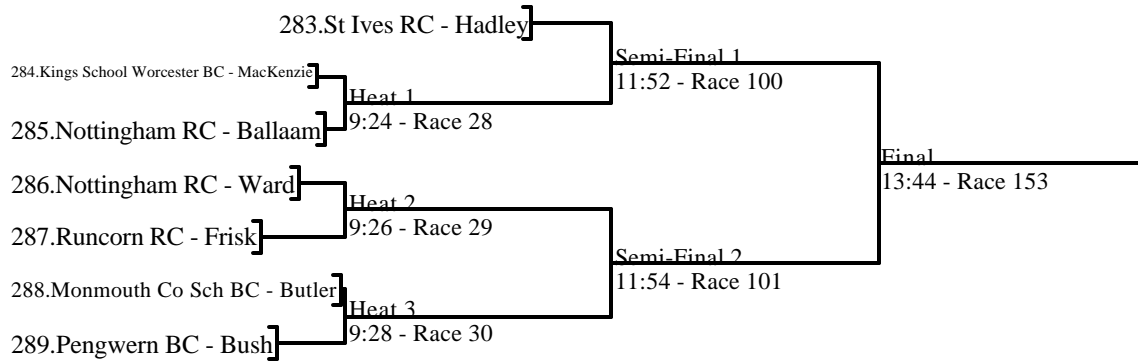 283.St Ives RC - Hadley
Semi-Final 1
11:52 - Race 100
284.Kings School Worcester BC - MacKenzie
Heat 1
9:24 - Race 28
285.Nottingham RC - Ballaam
Final
13:44 - Race 153
286.Nottingham RC - Ward
Heat 2
9:26 - Race 29
287.Runcorn RC - Frisk
Semi-Final 2
11:54 - Race 101
288.Monmouth Co Sch BC - Butler
Heat 3
9:28 - Race 30
289.Pengwern BC - Bush